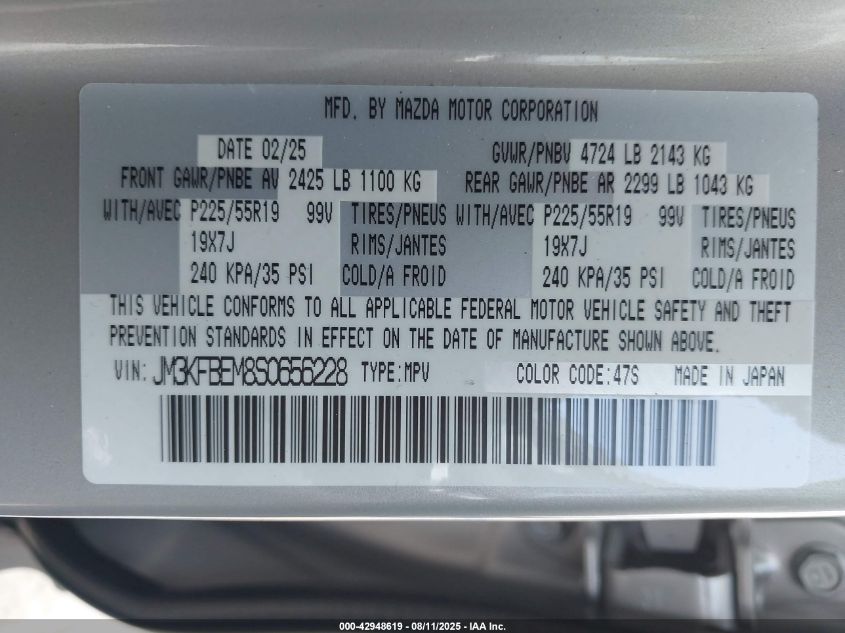 MFD. BY MAZDA MOTOR CORPORATION
DATE 02/25 GVWR/PNBV 4724 LB 2143 KG
FRONT GAWR/PNBE AV 2425 LB 1100 KG REAR GAWR/PNBE AR 2299 LB 1043 KG
WITH/AVEC P225/55R19 99V TIRES/PNEUS WITH/AVEC P225/55R19 99V TIRES/PNEUS
19X7J RIMS/JANTES 19X7J RIMS/JANTES
240 KPA/35 PSI COLD/A FROID 240 KPA/35 PSI COLD/A FROID
THIS VEHICLE CONFORMS TO ALL APPLICABLE FEDERAL MOTOR VEHICLE SAFETY AND THEFT
PREVENTION STANDARDS IN EFFECT ON THE DATE OF MANUFACTURE SHOWN ABOVE.
VIN: JM3KFBEM8S0656228 TYPE:MPV COLOR CODE:47S MADE IN JAPAN
000-42948619 - 08/11/2025 - IAA Inc.